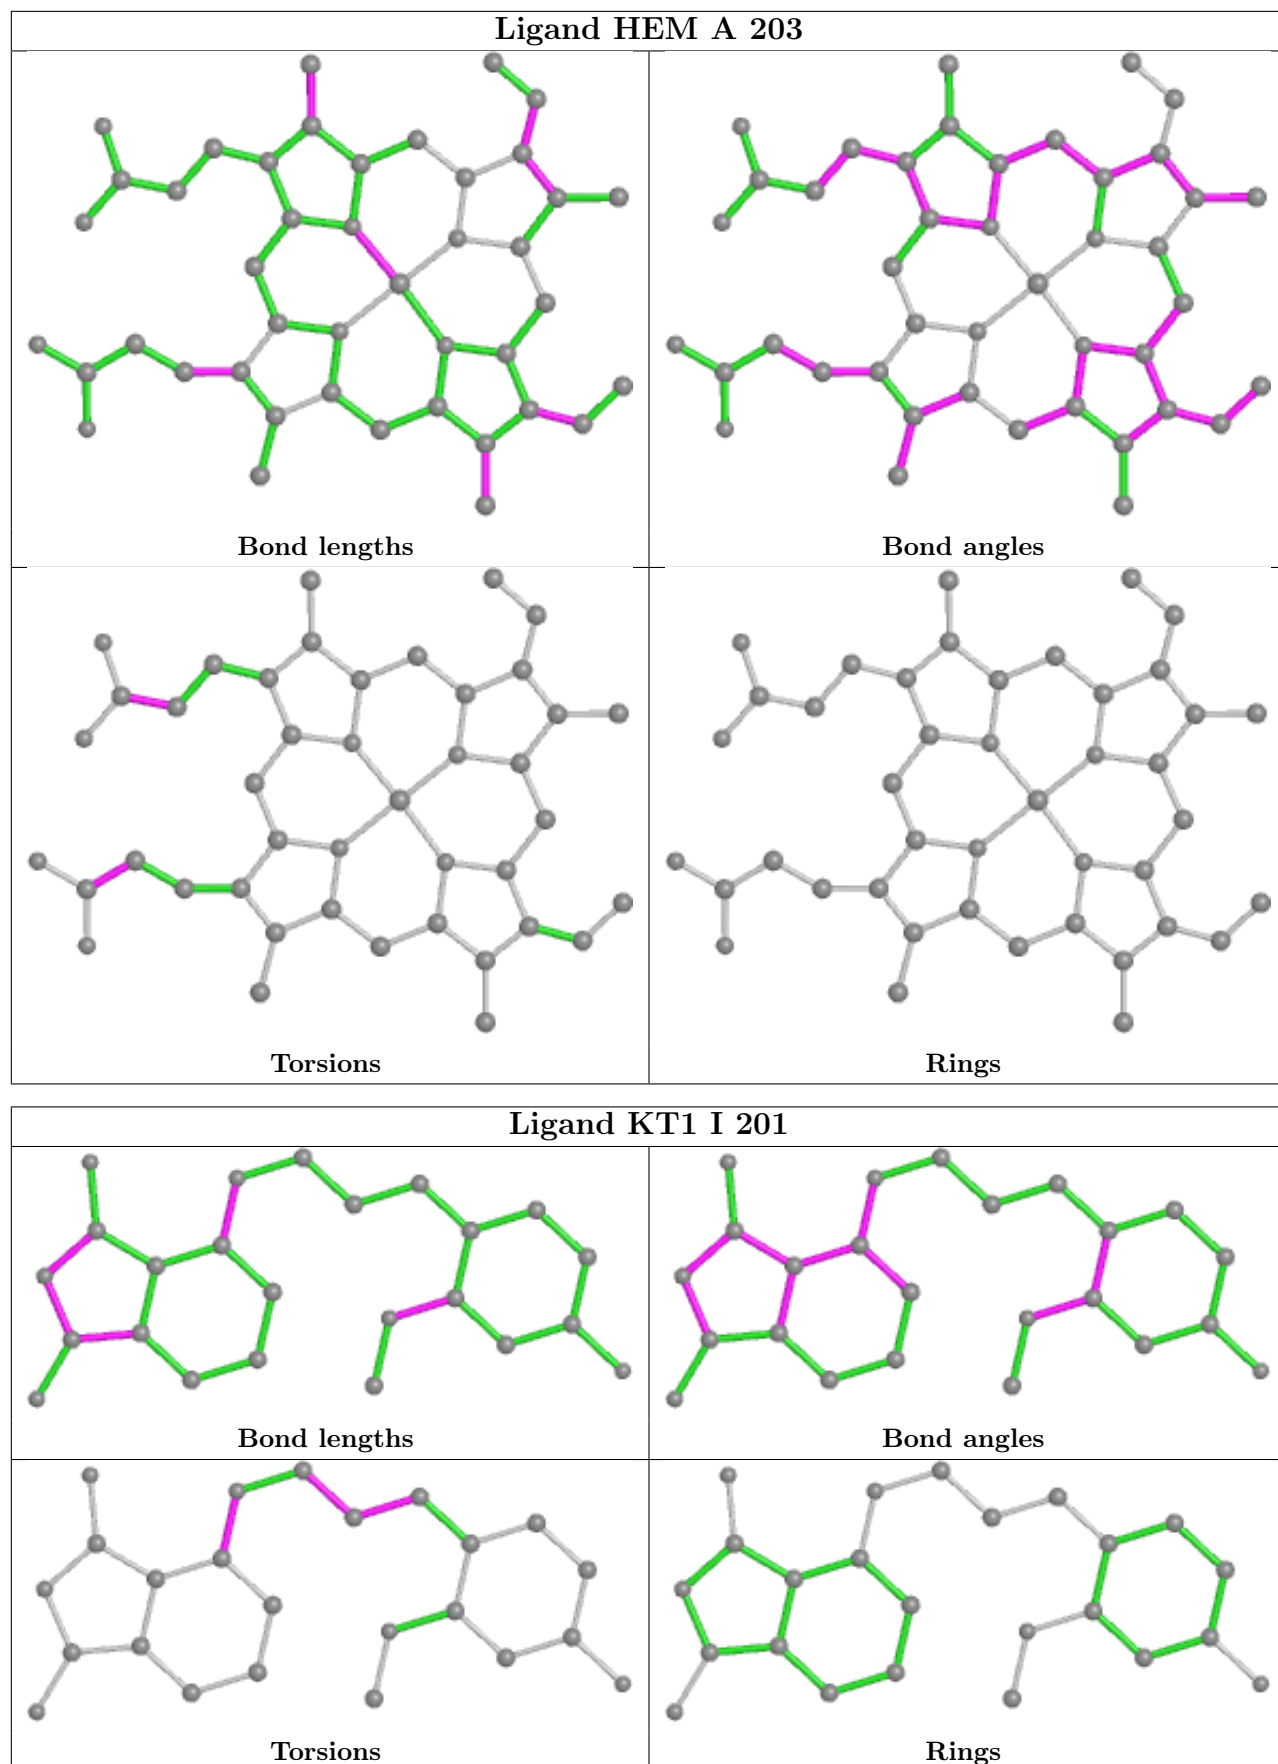 Ligand HEM A 203
Bond lengths
Bond angles
Torsions
Rings
Ligand KT1 I 201
Bond lengths
Bond angles
Torsions
Rings